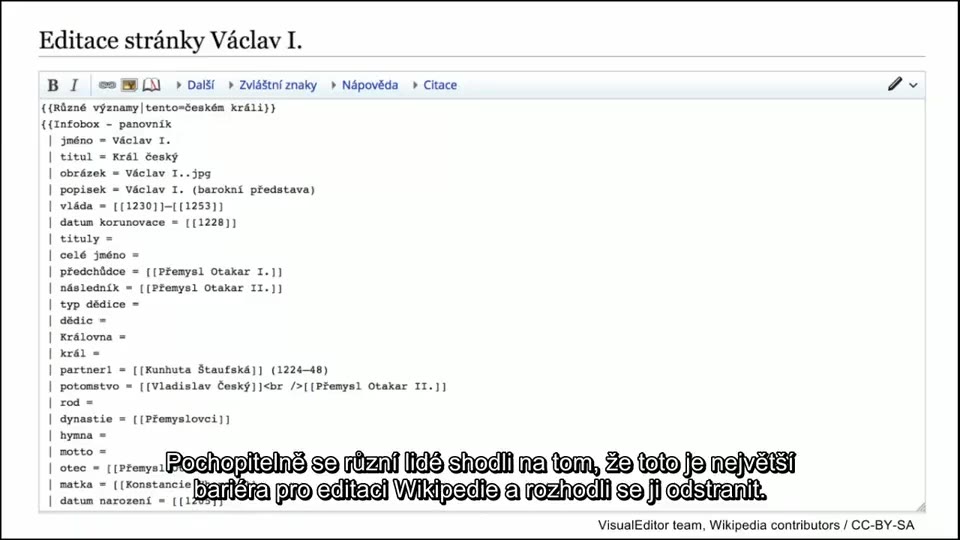 Editace stránky Václav I.
B I Další Zvláštní znaky Nápověda Citace
{{Různé významy|tento=českém králi}}
{{Infobox - panovník
| jméno = Václav I.
| titul = Král český
| obrázek = Václav I..jpg
| popisek = Václav I. (barokní představa)
| vláda = [[1230]]—[[1253]]
| datum korunovace = [[1228]]
| tituly =
| celé jméno =
| předchůdce = [[Přemysl Otakar I.]]
| následník = [[Přemysl Otakar II.]]
| typ dědice =
| dědic =
| Královna =
| král =
| partner1 = [[Kunhuta Štaufská]] (1224—48)
| potomstvo = [[Vladislav Český]]<br />[[Přemysl Otakar II.]]
| rod =
| dynastie = [[Přemyslovci]]
| hymna =
| motto =
| otec =
| matka = [[Konstancie
| datum narození = [[1205]]
Pochopitelně se různí lidé shodli na tom, že toto je největší
bariéra pro editaci Wikipedie a rozhodli se ji odstranit.
VisualEditor team, Wikipedia contributors / CC-BY-SA